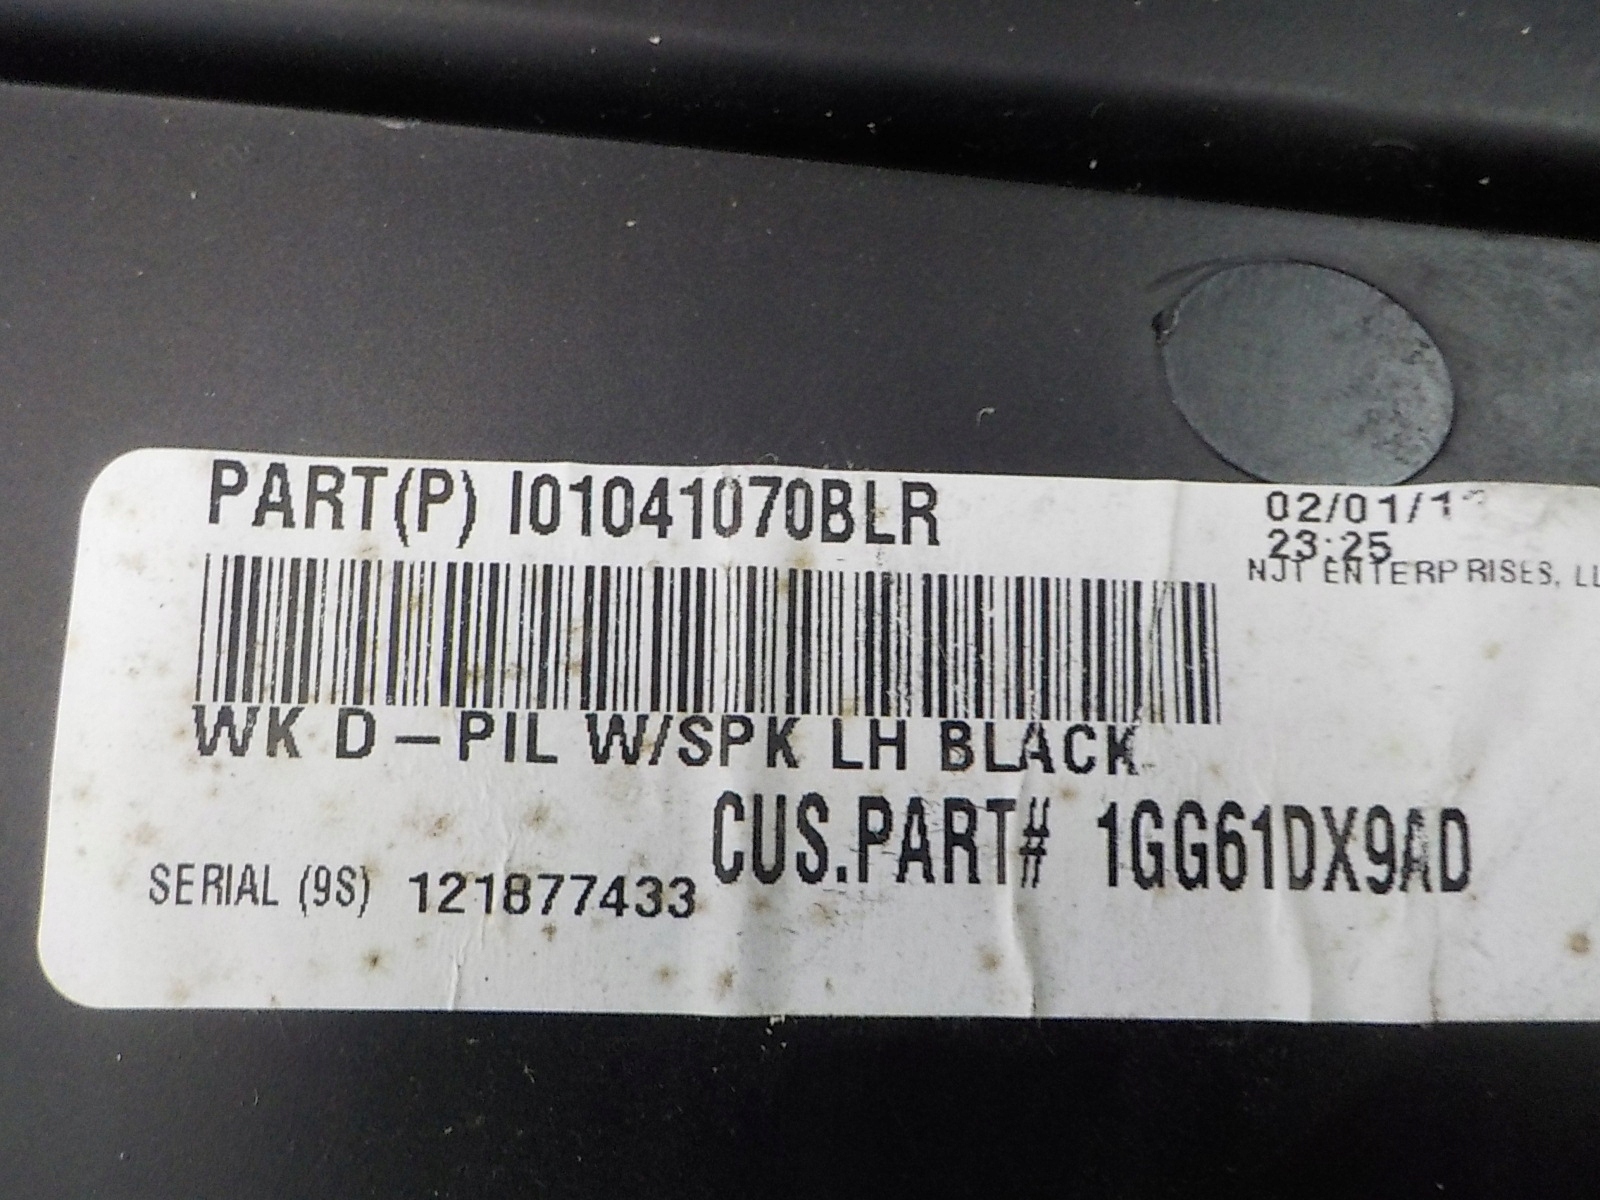 PART(P) I01041070BLR
02/01/1
23:25
NJT ENTERPRISES,
WK D-PIL W/SPK LH BLACK
CUS.PART# 1GG61DX9AD
SERIAL (9S) 121877433